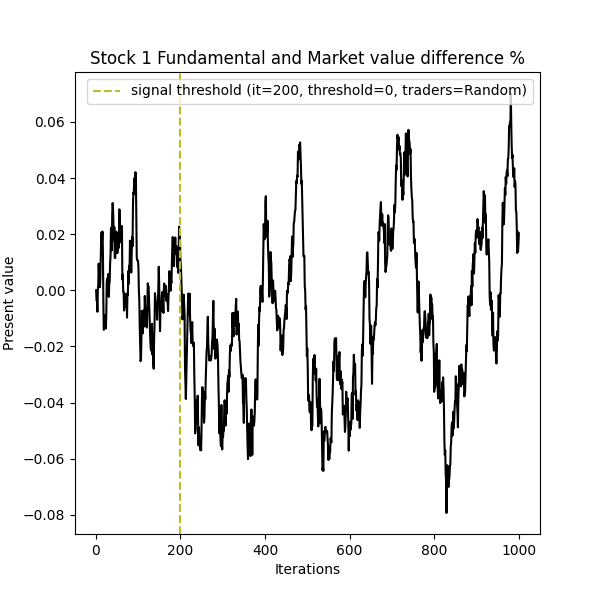 Stock 1 Fundamental and Market value difference %
signal threshold (it=200, threshold=0, traders=Random)
0.06
0.04
0.02
0.00
−0.02
−0.04
−0.06
−0.08
Present value
0 200 400 600 800 1000
Iterations